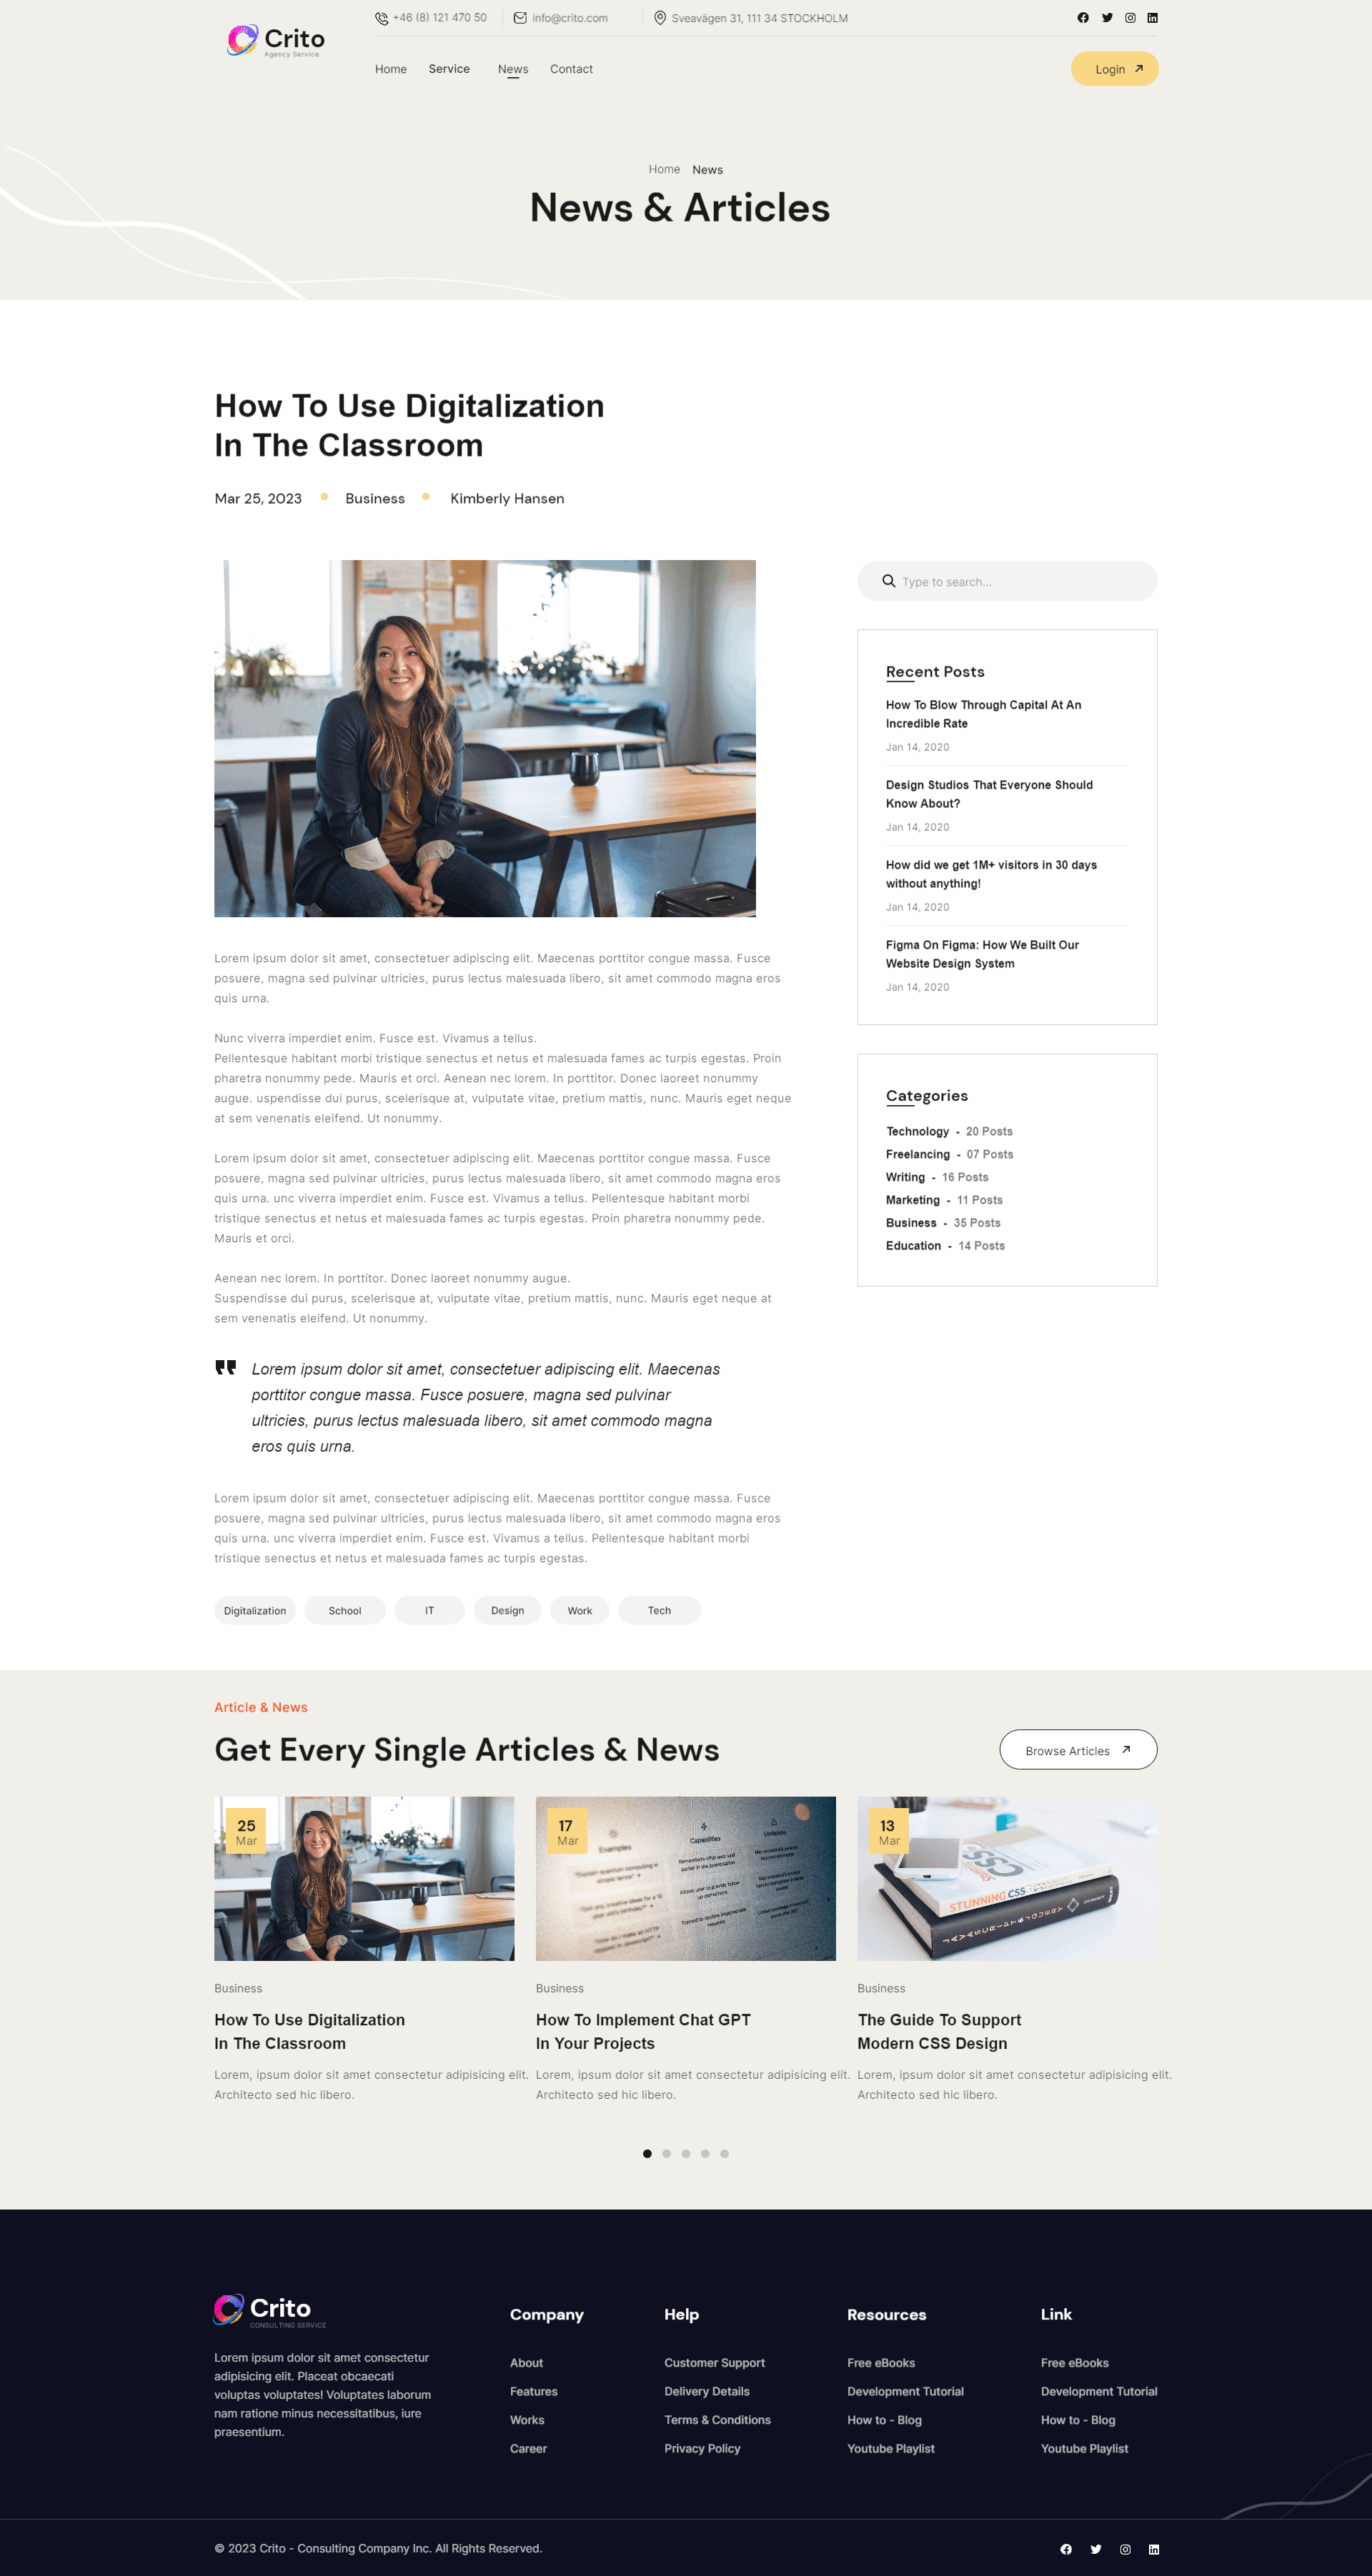 Crito
Agency Service
+46 (8) 121 470 50
info@crito.com
Sveavägen 31, 111 34 STOCKHOLM
Home
Service
News
Contact
Login
Home
News
News & Articles
How To Use Digitalization
In The Classroom
Mar 25, 2023
Business
Kimberly Hansen
Lorem ipsum dolor sit amet, consectetuer adipiscing elit. Maecenas porttitor congue massa. Fusce
posuere, magna sed pulvinar ultricies, purus lectus malesuada libero, sit amet commodo magna eros
quis urna.
Nunc viverra imperdiet enim. Fusce est. Vivamus a tellus.
Pellentesque habitant morbi tristique senectus et netus et malesuada fames ac turpis egestas. Proin
pharetra nonummy pede. Mauris et orci. Aenean nec lorem. In porttitor. Donec laoreet nonummy
augue. uspendisse dui purus, scelerisque at, vulputate vitae, pretium mattis, nunc. Mauris eget neque
at sem venenatis eleifend. Ut nonummy.
Lorem ipsum dolor sit amet, consectetuer adipiscing elit. Maecenas porttitor congue massa. Fusce
posuere, magna sed pulvinar ultricies, purus lectus malesuada libero, sit amet commodo magna eros
quis urna. unc viverra imperdiet enim. Fusce est. Vivamus a tellus. Pellentesque habitant morbi
tristique senectus et netus et malesuada fames ac turpis egestas. Proin pharetra nonummy pede.
Mauris et orci.
Aenean nec lorem. In porttitor. Donec laoreet nonummy augue.
Suspendisse dui purus, scelerisque at, vulputate vitae, pretium mattis, nunc. Mauris eget neque at
sem venenatis eleifend. Ut nonummy.
Lorem ipsum dolor sit amet, consectetuer adipiscing elit. Maecenas
porttitor congue massa. Fusce posuere, magna sed pulvinar
ultricies, purus lectus malesuada libero, sit amet commodo magna
eros quis urna.
Lorem ipsum dolor sit amet, consectetuer adipiscing elit. Maecenas porttitor congue massa. Fusce
posuere, magna sed pulvinar ultricies, purus lectus malesuada libero, sit amet commodo magna eros
quis urna. unc viverra imperdiet enim. Fusce est. Vivamus a tellus. Pellentesque habitant morbi
tristique senectus et netus et malesuada fames ac turpis egestas.
Digitalization
School
IT
Design
Work
Tech
Type to search...
Recent Posts
How To Blow Through Capital At An
Incredible Rate
Jan 14, 2020
Design Studios That Everyone Should
Know About?
Jan 14, 2020
How did we get 1M+ visitors in 30 days
without anything!
Jan 14, 2020
Figma On Figma: How We Built Our
Website Design System
Jan 14, 2020
Categories
Technology - 20 Posts
Freelancing - 07 Posts
Writing - 16 Posts
Marketing - 11 Posts
Business - 35 Posts
Education - 14 Posts
Article & News
Get Every Single Articles & News
Browse Articles
25
Mar
Business
How To Use Digitalization
In The Classroom
Lorem, ipsum dolor sit amet consectetur adipisicing elit.
Architecto sed hic libero.
17
Mar
Examples
Capabilities
Limitations
Business
How To Implement Chat GPT
In Your Projects
Lorem, ipsum dolor sit amet consectetur adipisicing elit.
Architecto sed hic libero.
13
Mar
STUNNING CSS
JAVASCRIPT & JQUERY
Business
The Guide To Support
Modern CSS Design
Lorem, ipsum dolor sit amet consectetur adipisicing elit.
Architecto sed hic libero.
Crito
CONSULTING SERVICE
Lorem ipsum dolor sit amet consectetur
adipisicing elit. Placeat obcaecati
voluptas voluptates! Voluptates laborum
nam ratione minus necessitatibus, iure
praesentium.
Company
About
Features
Works
Career
Help
Customer Support
Delivery Details
Terms & Conditions
Privacy Policy
Resources
Free eBooks
Development Tutorial
How to - Blog
Youtube Playlist
Link
Free eBooks
Development Tutorial
How to - Blog
Youtube Playlist
© 2023 Crito - Consulting Company Inc. All Rights Reserved.